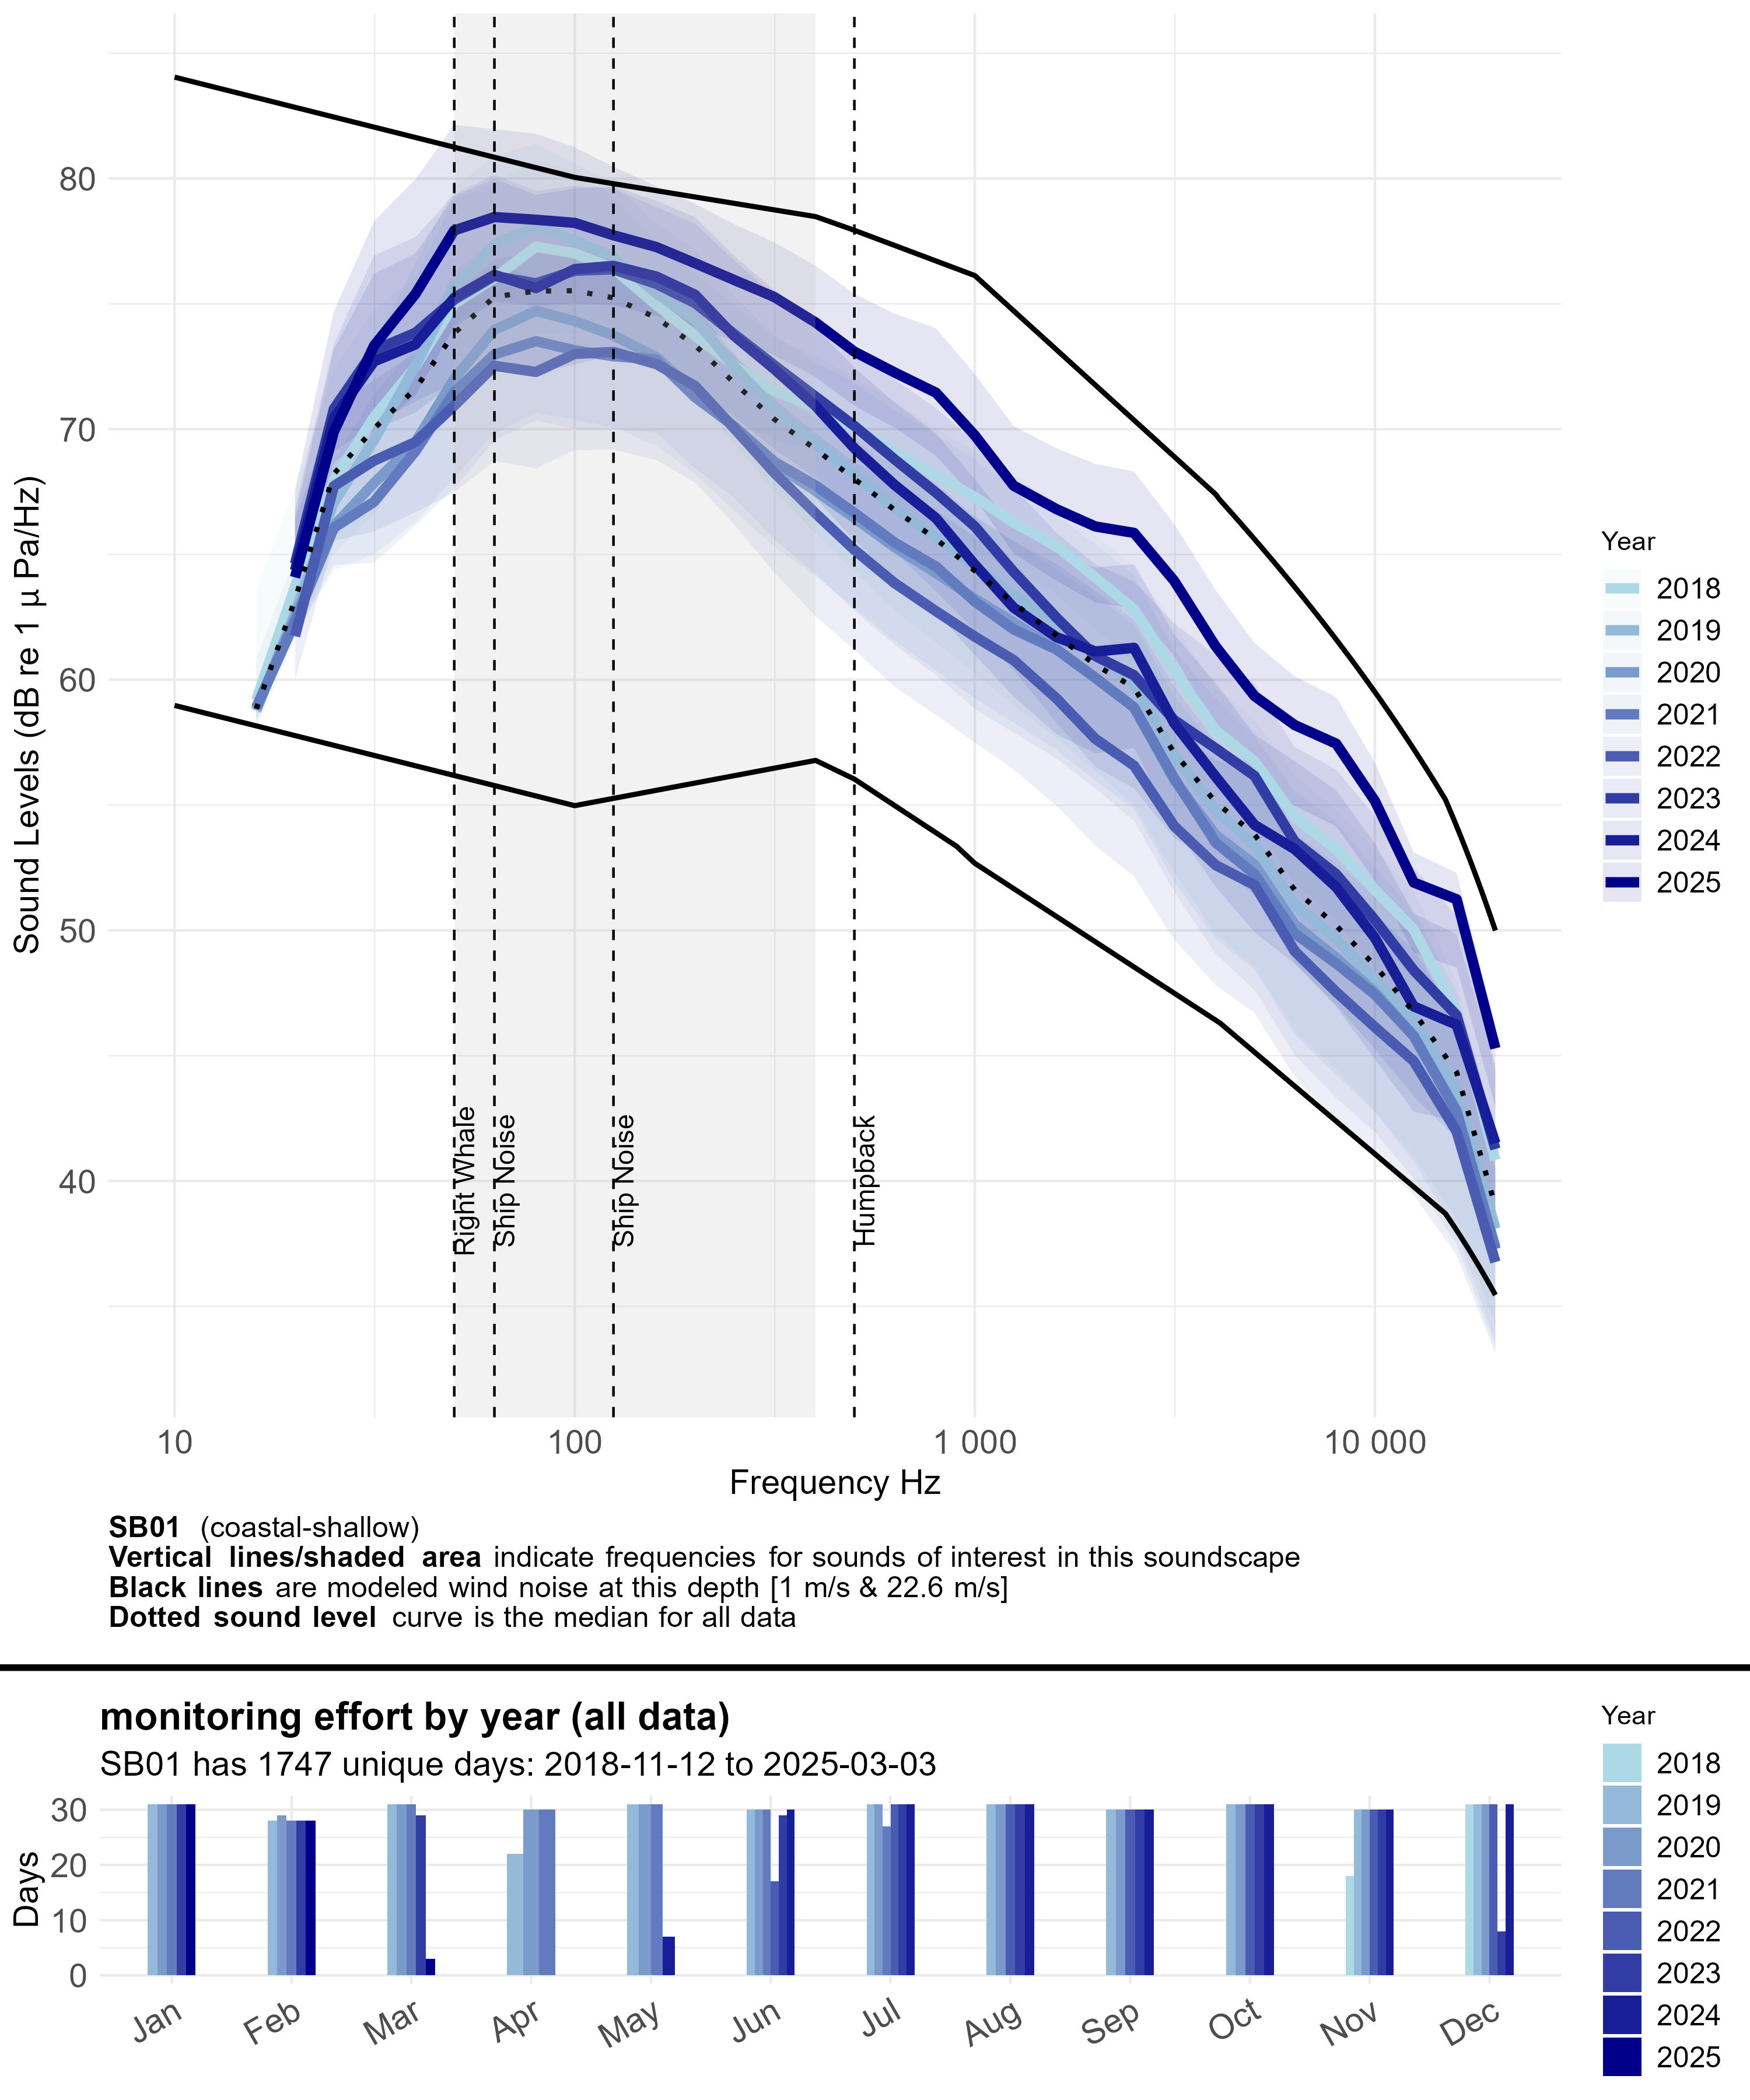 80
70
60
50
40
Sound Levels (dB re 1 µ Pa/Hz)
Right Whale
Ship Noise
Ship Noise
Humpback
10
100
1 000
10 000
Frequency Hz
Year
2018
2019
2020
2021
2022
2023
2024
2025
SB01 (coastal-shallow)
Vertical lines/shaded area indicate frequencies for sounds of interest in this soundscape
Black lines are modeled wind noise at this depth [1 m/s & 22.6 m/s]
Dotted sound level curve is the median for all data
monitoring effort by year (all data)
SB01 has 1747 unique days: 2018-11-12 to 2025-03-03
30
20
10
0
Days
Jan
Feb
Mar
Apr
May
Jun
Jul
Aug
Sep
Oct
Nov
Dec
Year
2018
2019
2020
2021
2022
2023
2024
2025